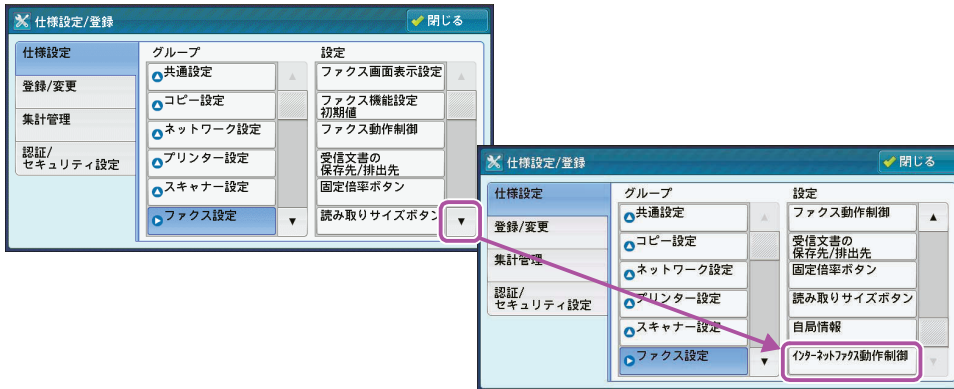 仕様設定/登録
閉じる
仕様設定
登録/変更
集計管理
認証/
セキュリティ設定
グループ
共通設定
コピー設定
ネットワーク設定
プリンター設定
スキャナー設定
ファクス設定
設定
ファクス画面表示設定
ファクス機能設定
初期値
ファクス動作制御
受信文書の
保存先/排出先
固定倍率ボタン
読み取りサイズボタン
仕様設定/登録
閉じる
仕様設定
登録/変更
集計管理
認証/
セキュリティ設定
グループ
共通設定
コピー設定
ネットワーク設定
プリンター設定
スキャナー設定
ファクス設定
設定
ファクス動作制御
受信文書の
保存先/排出先
固定倍率ボタン
読み取りサイズボタン
自局情報
インターネットファクス動作制御